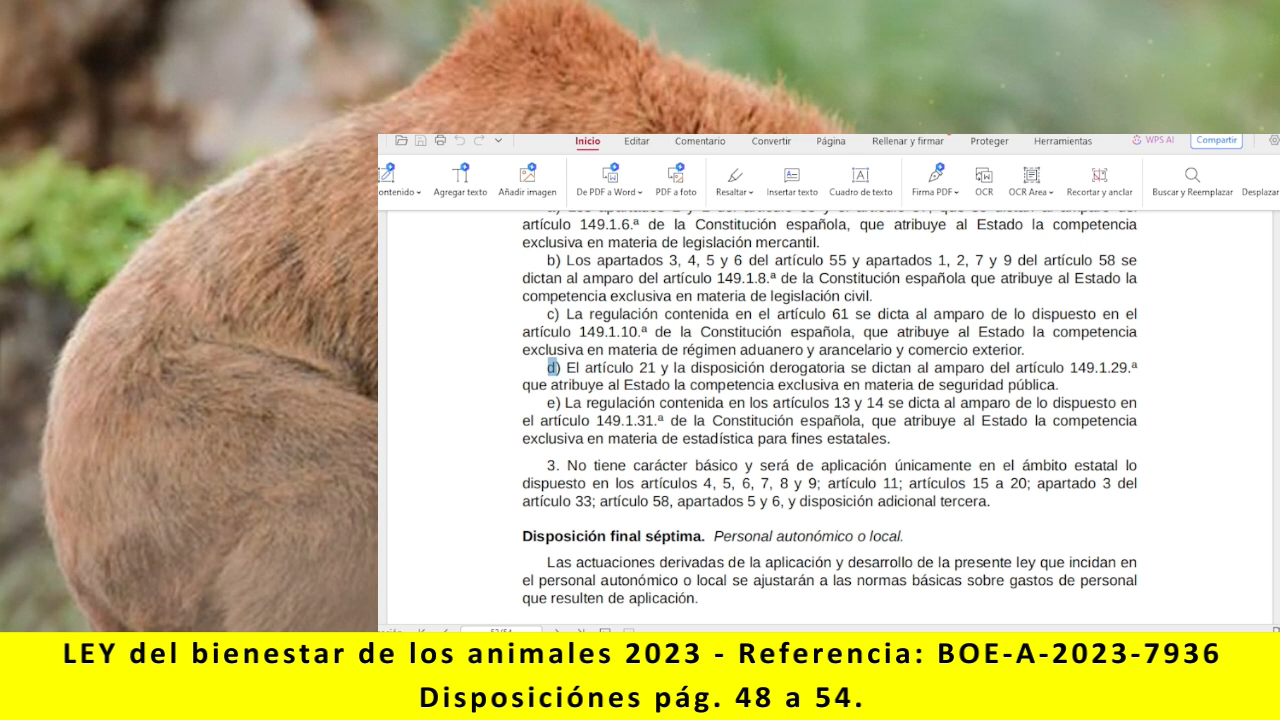 Inicio Editar Comentario Convertir Página Rellenar y firmar Proteger Herramientas WPS AI Compartir
ontenido Agregar texto Añadir imagen De PDF a Word PDF a foto Resaltar Insertar texto Cuadro de texto Firma PDF OCR OCR Area Recortar y anclar Buscar y Reemplazar Desplazar
artículo 149.1.6.ª de la Constitución española, que atribuye al Estado la competencia
exclusiva en materia de legislación mercantil.
b) Los apartados 3, 4, 5 y 6 del artículo 55 y apartados 1, 2, 7 y 9 del artículo 58 se
dictan al amparo del artículo 149.1.8.ª de la Constitución española que atribuye al Estado la
competencia exclusiva en materia de legislación civil.
c) La regulación contenida en el artículo 61 se dicta al amparo de lo dispuesto en el
artículo 149.1.10.ª de la Constitución española, que atribuye al Estado la competencia
exclusiva en materia de régimen aduanero y arancelario y comercio exterior.
d) El artículo 21 y la disposición derogatoria se dictan al amparo del artículo 149.1.29.ª
que atribuye al Estado la competencia exclusiva en materia de seguridad pública.
e) La regulación contenida en los artículos 13 y 14 se dicta al amparo de lo dispuesto en
el artículo 149.1.31.ª de la Constitución española, que atribuye al Estado la competencia
exclusiva en materia de estadística para fines estatales.
3. No tiene carácter básico y será de aplicación únicamente en el ámbito estatal lo
dispuesto en los artículos 4, 5, 6, 7, 8 y 9; artículo 11; artículos 15 a 20; apartado 3 del
artículo 33; artículo 58, apartados 5 y 6, y disposición adicional tercera.
Disposición final séptima. Personal autonómico o local.
Las actuaciones derivadas de la aplicación y desarrollo de la presente ley que incidan en
el personal autonómico o local se ajustarán a las normas básicas sobre gastos de personal
que resulten de aplicación.
LEY del bienestar de los animales 2023 - Referencia: BOE-A-2023-7936
Disposiciónes pág. 48 a 54.